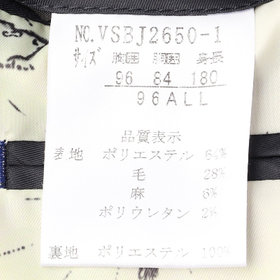 NO.VSBJ2650-1
サイズ 胸囲 胴囲 身長
96 84 180
96ALL
品質表示
表地 ポリエステル 64%
毛 28%
麻 6%
ポリウレタン 2%
裏地 ポリエステル 100%